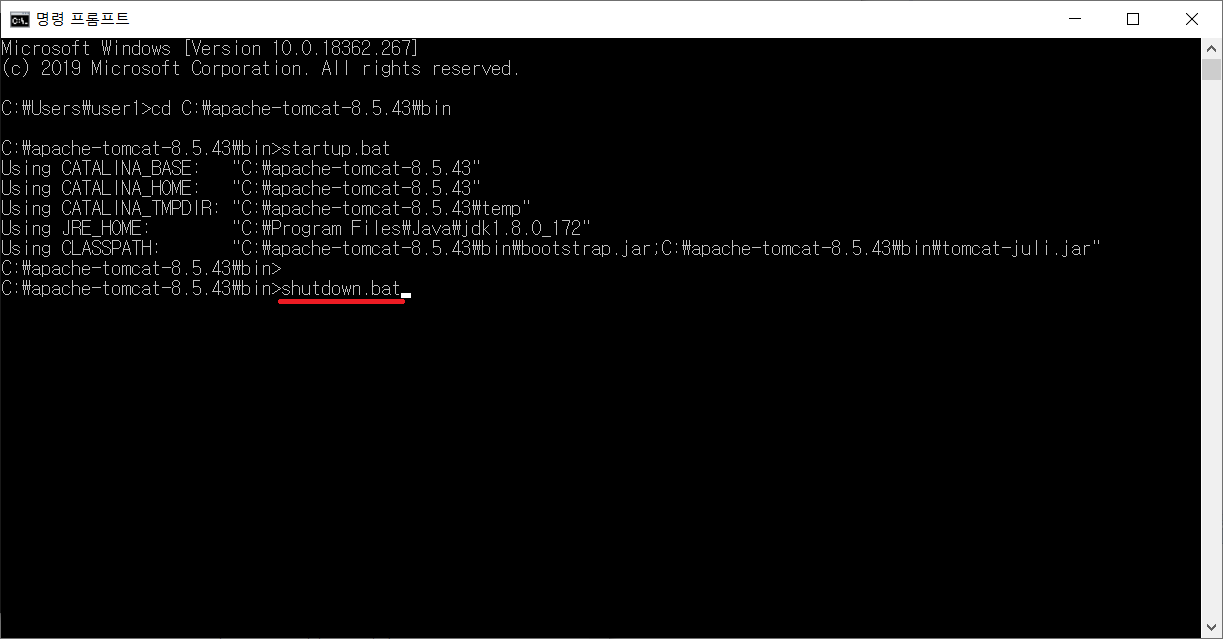 명령 프롬프트
Microsoft Windows [Version 10.0.18362.267]
(c) 2019 Microsoft Corporation. All rights reserved.
C:₩Users₩user1>cd C:₩apache-tomcat-8.5.43₩bin
C:₩apache-tomcat-8.5.43₩bin>startup.bat
Using CATALINA_BASE:   "C:₩apache-tomcat-8.5.43"
Using CATALINA_HOME:   "C:₩apache-tomcat-8.5.43"
Using CATALINA_TMPDIR: "C:₩apache-tomcat-8.5.43₩temp"
Using JRE_HOME:        "C:₩Program Files₩Java₩jdk1.8.0_172"
Using CLASSPATH:       "C:₩apache-tomcat-8.5.43₩bin₩bootstrap.jar;C:₩apache-tomcat-8.5.43₩bin₩tomcat-juli.jar"
C:₩apache-tomcat-8.5.43₩bin>
C:₩apache-tomcat-8.5.43₩bin>shutdown.bat